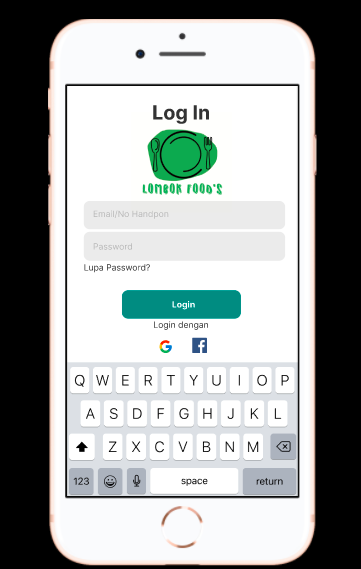 Log In
LOMBOK FOOD'S
Email/No Handpon
Password
Lupa Password?
Login
Login dengan
Q W E R T Y U I O P
A S D F G H J K L
Z X C V B N M
123 space return